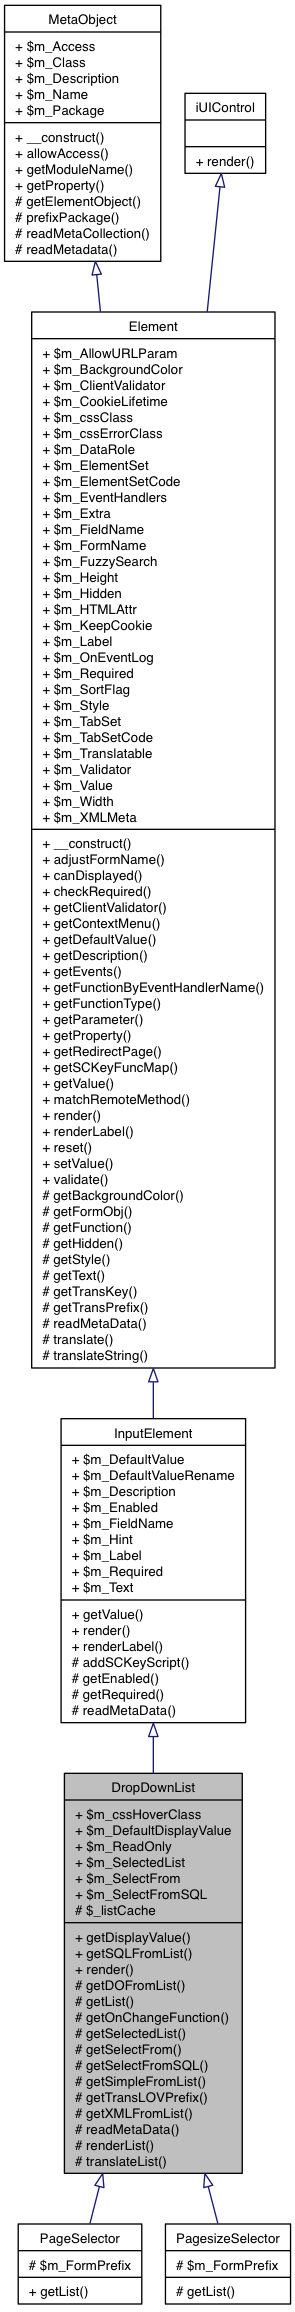 MetaObject
+ $m_Access
+ $m_Class
+ $m_Description
+ $m_Name
+ $m_Package
+ __construct()
+ allowAccess()
+ getModuleName()
+ getProperty()
# getElementObject()
# prefixPackage()
# readMetaCollection()
# readMetadata()
iUIControl
+ render()
Element
+ $m_AllowURLParam
+ $m_BackgroundColor
+ $m_ClientValidator
+ $m_CookieLifetime
+ $m_cssClass
+ $m_cssErrorClass
+ $m_DataRole
+ $m_ElementSet
+ $m_ElementSetCode
+ $m_EventHandlers
+ $m_Extra
+ $m_FieldName
+ $m_FormName
+ $m_FuzzySearch
+ $m_Height
+ $m_Hidden
+ $m_HTMLAttr
+ $m_KeepCookie
+ $m_Label
+ $m_OnEventLog
+ $m_Required
+ $m_SortFlag
+ $m_Style
+ $m_TabSet
+ $m_TabSetCode
+ $m_Translatable
+ $m_Validator
+ $m_Value
+ $m_Width
+ $m_XMLMeta
+ __construct()
+ adjustFormName()
+ canDisplayed()
+ checkRequired()
+ getClientValidator()
+ getContextMenu()
+ getDefaultValue()
+ getDescription()
+ getEvents()
+ getFunctionByEventHandlerName()
+ getFunctionType()
+ getParameter()
+ getProperty()
+ getRedirectPage()
+ getSCKeyFuncMap()
+ getValue()
+ matchRemoteMethod()
+ render()
+ renderLabel()
+ reset()
+ setValue()
+ validate()
# getBackgroundColor()
# getFormObj()
# getFunction()
# getHidden()
# getStyle()
# getText()
# getTransKey()
# getTransPrefix()
# readMetaData()
# translate()
# translateString()
InputElement
+ $m_DefaultValue
+ $m_DefaultValueRename
+ $m_Description
+ $m_Enabled
+ $m_FieldName
+ $m_Hint
+ $m_Label
+ $m_Required
+ $m_Text
+ getValue()
+ render()
+ renderLabel()
# addSCKeyScript()
# getEnabled()
# getRequired()
# readMetaData()
DropDownList
+ $m_cssHoverClass
+ $m_DefaultDisplayValue
+ $m_ReadOnly
+ $m_SelectedList
+ $m_SelectFrom
+ $m_SelectFromSQL
# $_listCache
+ getDisplayValue()
+ getSQLFromList()
+ render()
# getDOFromList()
# getList()
# getOnChangeFunction()
# getSelectedList()
# getSelectFrom()
# getSelectFromSQL()
# getSimpleFromList()
# getTransLOVPrefix()
# getXMLFromList()
# readMetaData()
# renderList()
# translateList()
PageSelector
# $m_FormPrefix
+ getList()
PagesizeSelector
# $m_FormPrefix
# getList()